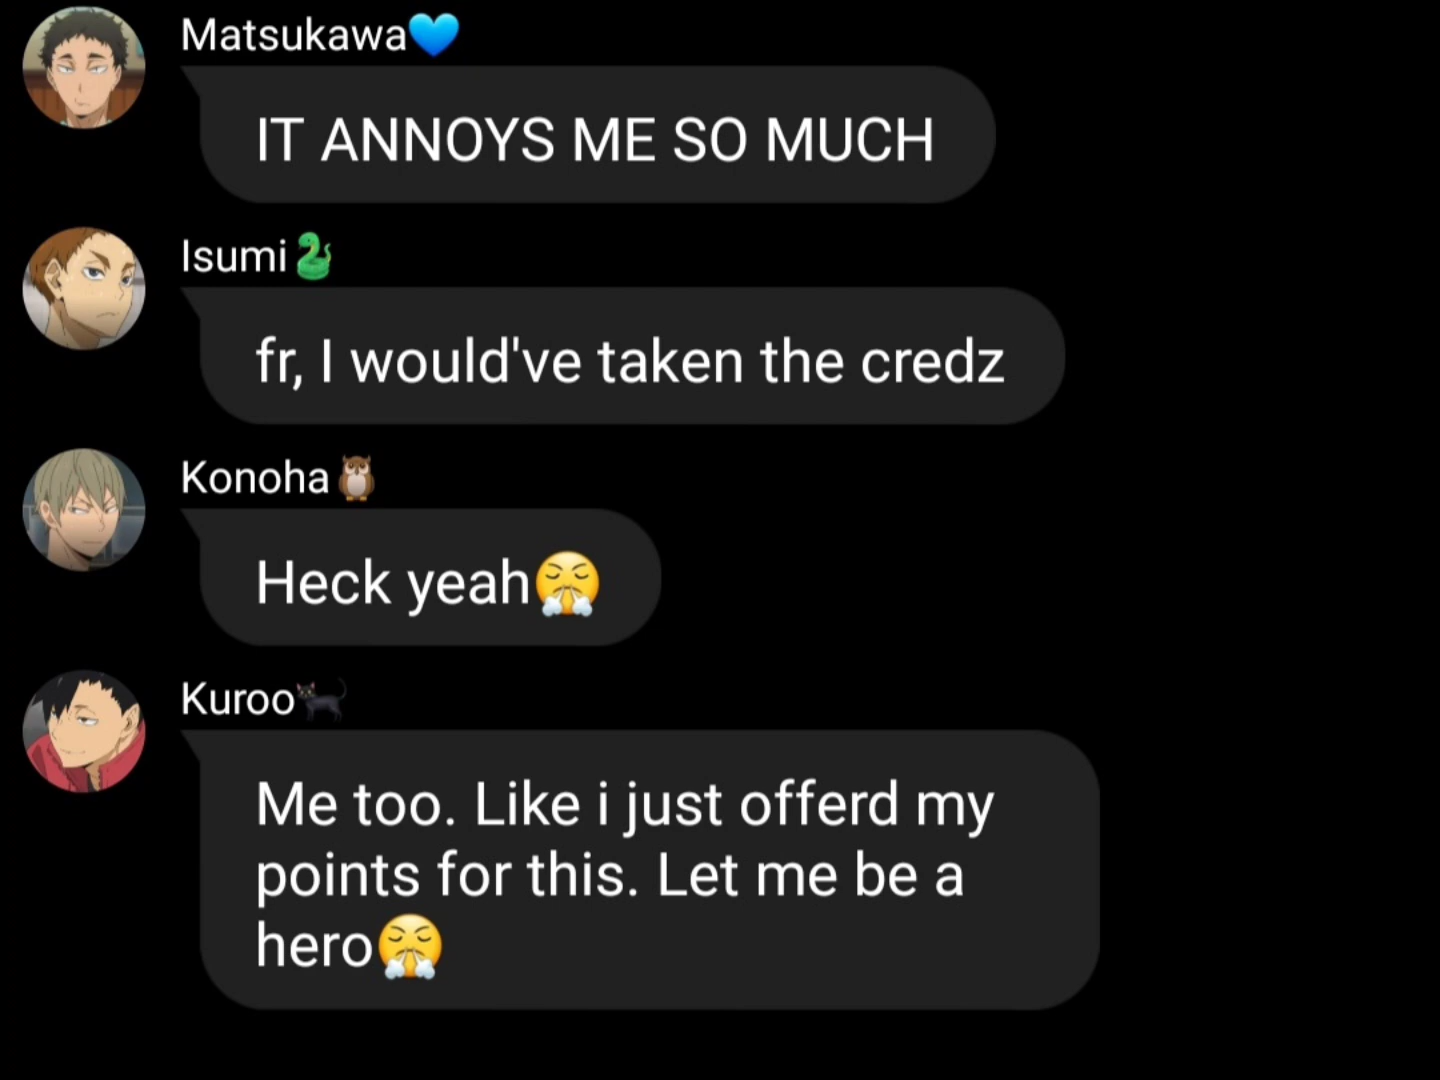 Matsukawa💙
IT ANNOYS ME SO MUCH
Isumi🐍
fr, I would've taken the credz
Konoha🦉
Heck yeah😤
Kuroo🐈‍⬛
Me too. Like i just offerd my
points for this. Let me be a
hero😤